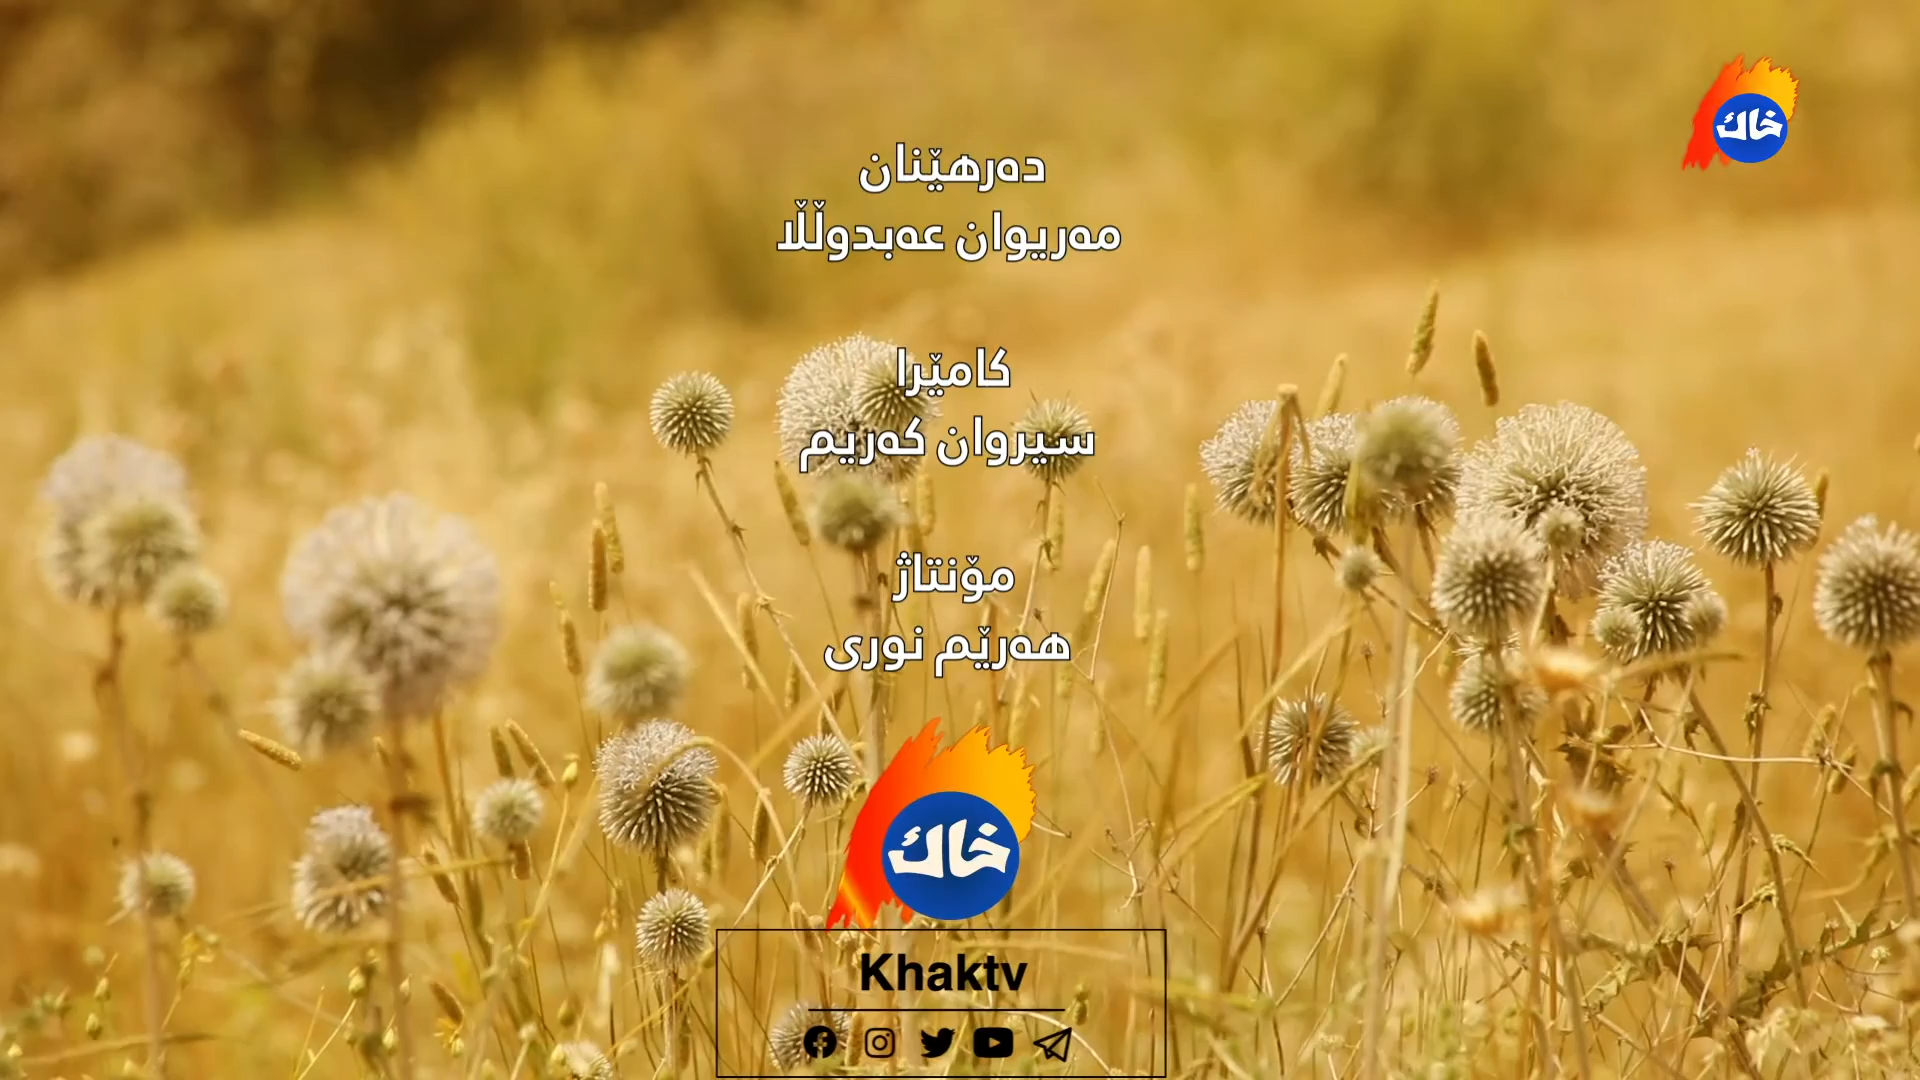 خاك
دەرهێنان
مەریوان عەبدوڵڵا
کامێرا
سیروان کەریم
مۆنتاژ
هەرێم نوری
خاك
Khaktv